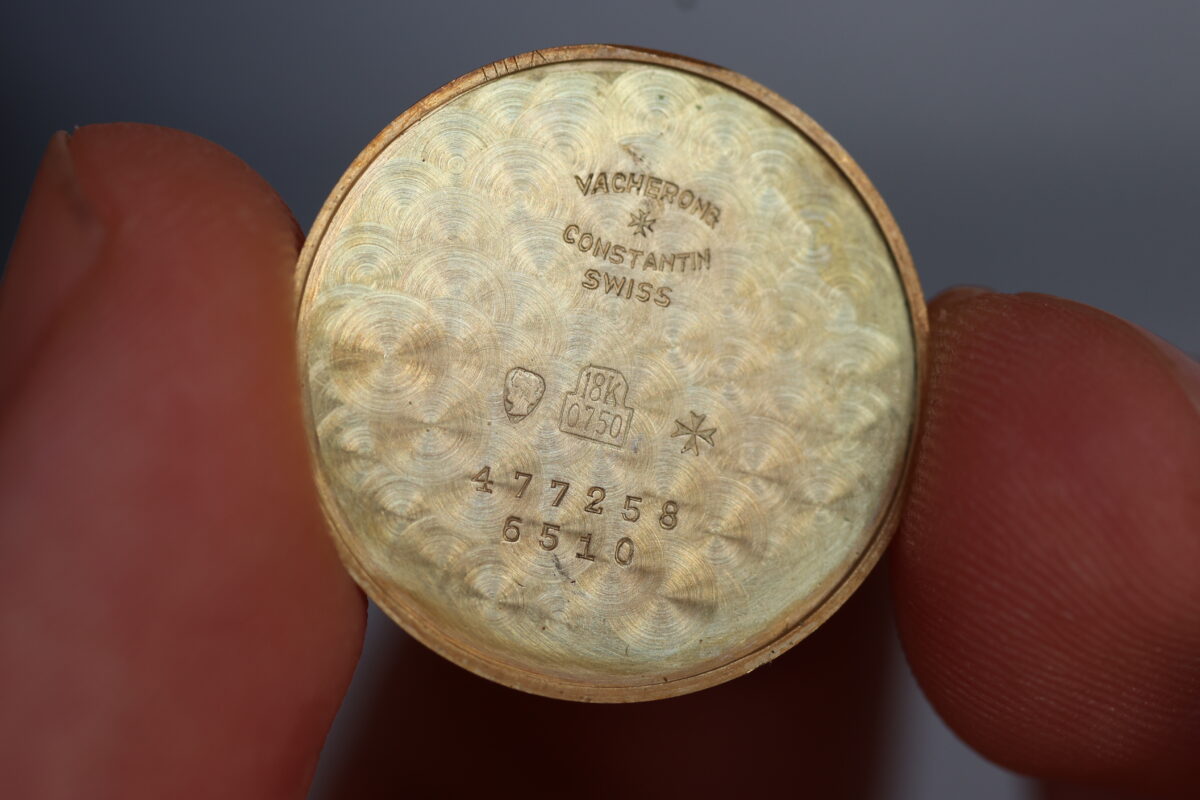 VACHERON &
CONSTANTIN
SWISS
18K
0750
477258
6510